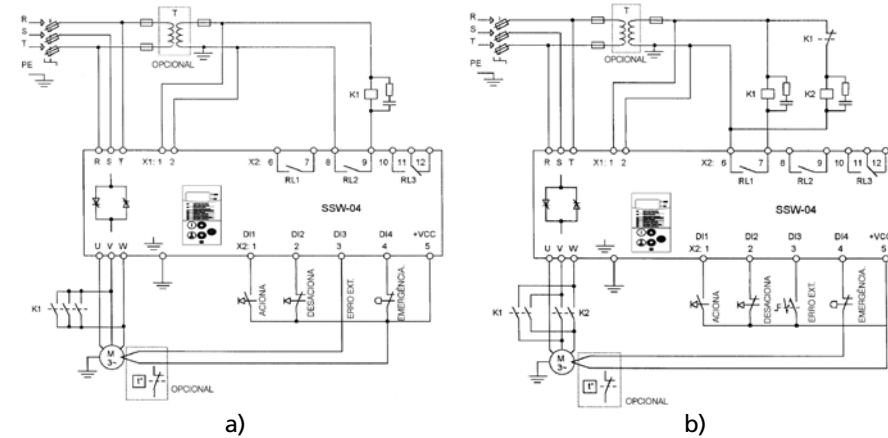 R
S
T
PE
T
OPCIONAL
K1
R S T X1: 1 2 X2: 6 7 8 9 10 11 12
RL1 RL2 RL3
SSW-04
DI1 DI2 DI3 DI4 +VCC
U V W X2: 1 2 3 4 5
ACIONA
DESACIONA
ERRO EXT.
EMERGÊNCIA.
K1
M
3~
t°
OPCIONAL
a)
R
S
T
PE
T
OPCIONAL
K1
K1
K2
R S T X1: 1 2 X2: 6 7 8 9 10 11 12
RL1 RL2 RL3
SSW-04
DI1 DI2 DI3 DI4 +VCC
U V W X2: 1 2 3 4 5
ACIONA
DESACIONA
ERRO EXT.
EMERGÊNCIA.
K1
K2
M
3~
t°
OPCIONAL
b)